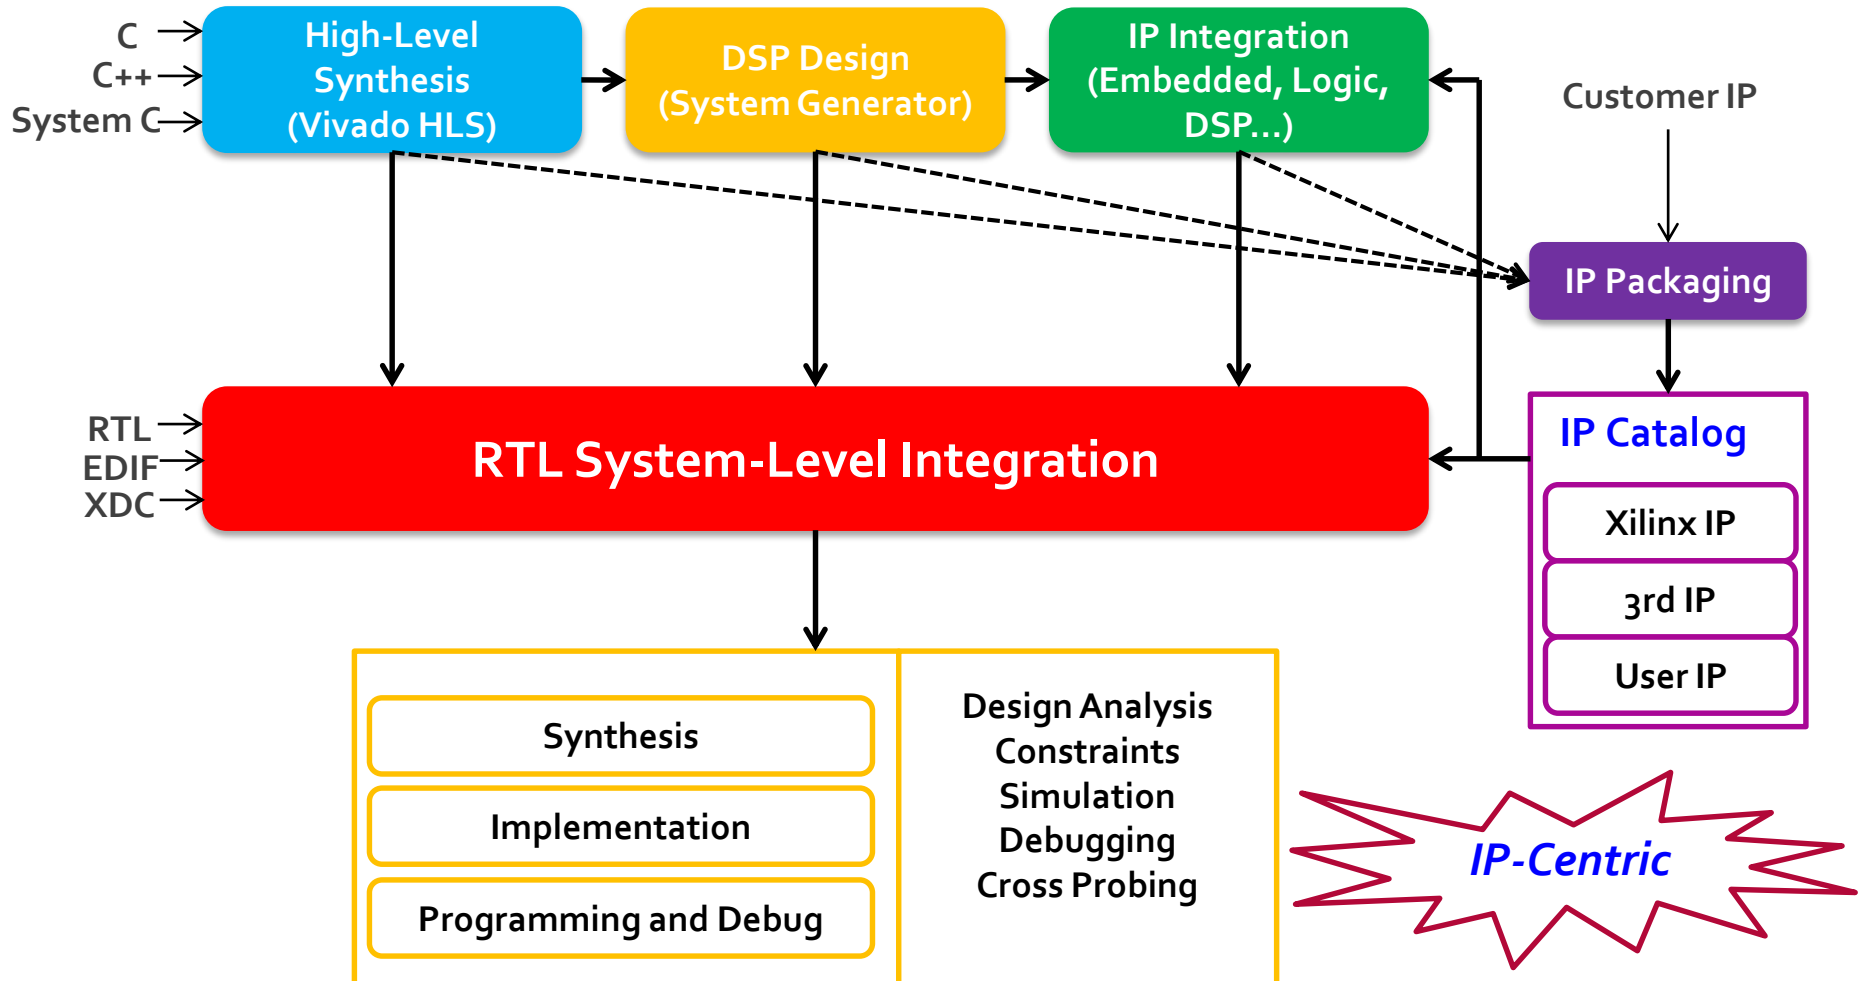 C
C++
System C
High-Level
Synthesis
(Vivado HLS)
DSP Design
(System Generator)
IP Integration
(Embedded, Logic,
DSP...)
Customer IP
IP Packaging
RTL
EDIF
XDC
RTL System-Level Integration
IP Catalog
Xilinx IP
3rd IP
User IP
Synthesis
Implementation
Programming and Debug
Design Analysis
Constraints
Simulation
Debugging
Cross Probing
IP-Centric